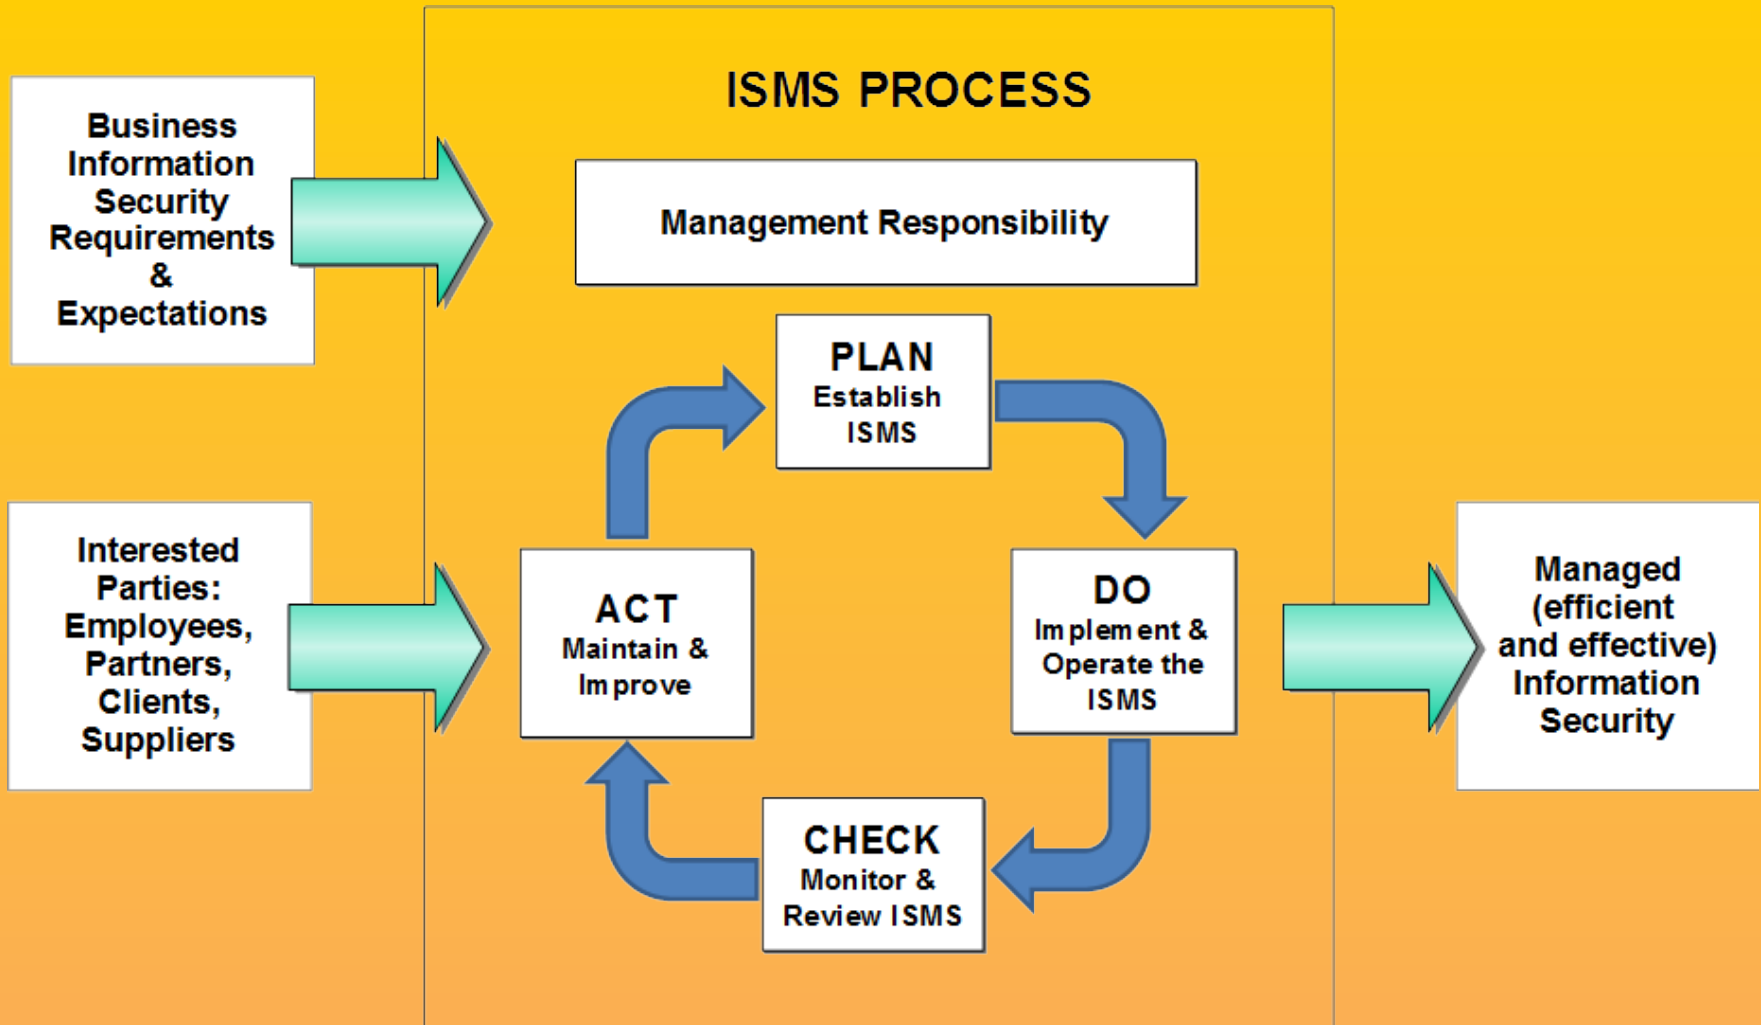 ISMS PROCESS
Business
Information
Security
Requirements
&
Expectations
Management Responsibility
PLAN
Establish
ISMS
Interested
Parties:
Employees,
Partners,
Clients,
Suppliers
ACT
Maintain &
Improve
DO
Implement &
Operate the
ISMS
CHECK
Monitor &
Review ISMS
Managed
(efficient
and effective)
Information
Security